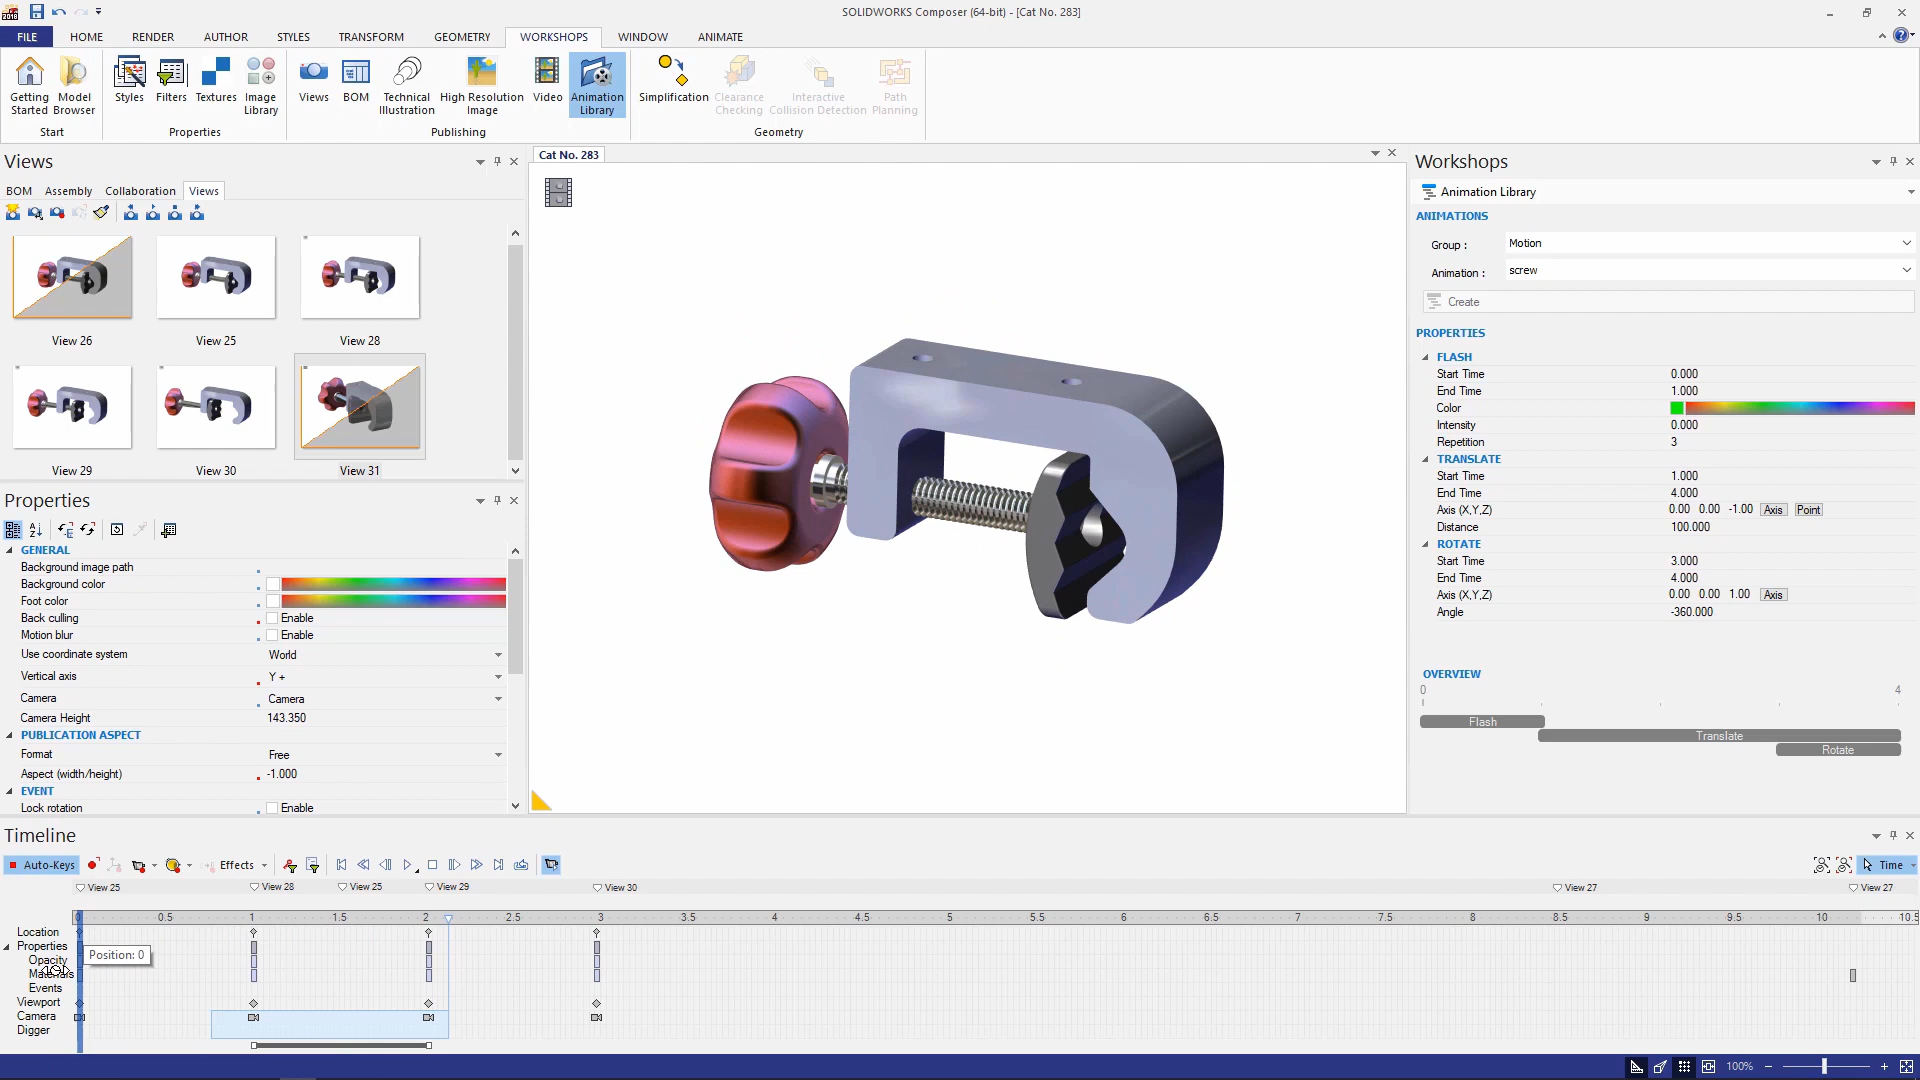 SOLIDWORKS Composer (64-bit) - [Cat No. 283]
FILE HOME RENDER AUTHOR STYLES TRANSFORM GEOMETRY WORKSHOPS WINDOW ANIMATE
Getting Started Model Browser Styles Filters Textures Image Library Views BOM Technical Illustration High Resolution Image Video Animation Library Simplification Clearance Checking Interactive Collision Detection Path Planning
Start Properties Publishing Geometry
Views
BOM Assembly Collaboration Views
View 26 View 25 View 28
View 29 View 30 View 31
Properties
GENERAL
Background image path
Background color
Foot color
Back culling Enable
Motion blur Enable
Use coordinate system World
Vertical axis Y +
Camera Camera
Camera Height 143.350
PUBLICATION ASPECT
Format Free
Aspect (width/height) -1.000
EVENT
Lock rotation Enable
Cat No. 283
Workshops
Animation Library
ANIMATIONS
Group : Motion
Animation : screw
Create
PROPERTIES
FLASH
Start Time 0.000
End Time 1.000
Color
Intensity 0.000
Repetition 3
TRANSLATE
Start Time 1.000
End Time 4.000
Axis (X,Y,Z) 0.00 0.00 -1.00 Axis Point
Distance 100.000
ROTATE
Start Time 3.000
End Time 4.000
Axis (X,Y,Z) 0.00 0.00 1.00 Axis
Angle -360.000
OVERVIEW
0 4
Flash
Translate
Rotate
Timeline
Auto-Keys Effects Time
View 25 View 28 View 25 View 29 View 30 View 27 View 27
0 0.5 1 1.5 2 2.5 3 3.5 4 4.5 5 5.5 6 6.5 7 7.5 8 8.5 9 9.5 10 10.5
Location
Properties
Position: 0
Opacity
Materials
Events
Viewport
Camera
Digger
100%